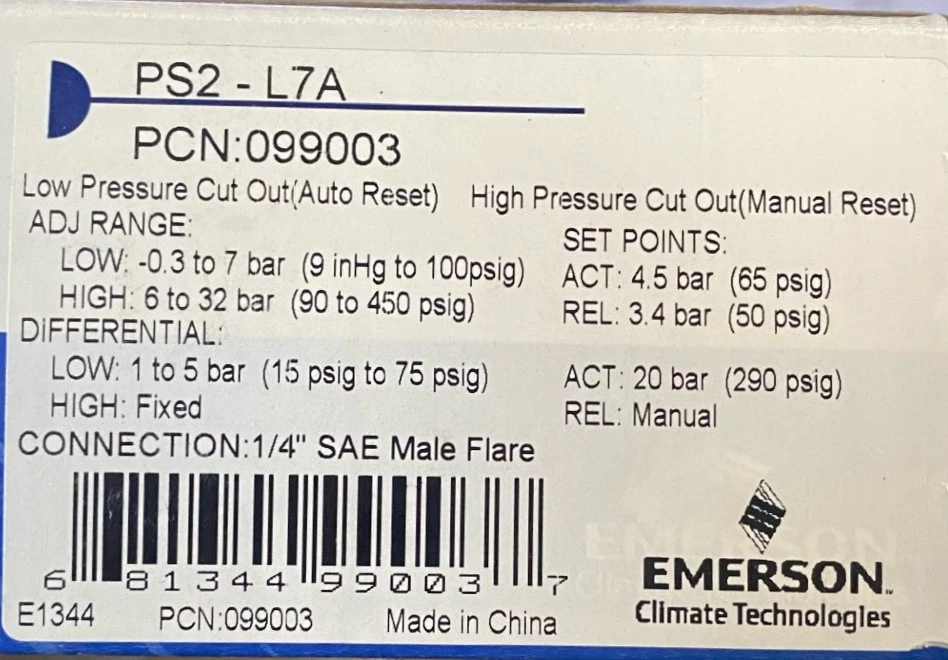 PS2 - L7A
PCN:099003
Low Pressure Cut Out(Auto Reset) High Pressure Cut Out(Manual Reset)
ADJ RANGE:
LOW: -0.3 to 7 bar (9 inHg to 100psig)
HIGH: 6 to 32 bar (90 to 450 psig)
DIFFERENTIAL:
LOW: 1 to 5 bar (15 psig to 75 psig)
HIGH: Fixed
SET POINTS:
ACT: 4.5 bar (65 psig)
REL: 3.4 bar (50 psig)
ACT: 20 bar (290 psig)
REL: Manual
CONNECTION:1/4" SAE Male Flare
6 81344 99003 7
E1344 PCN:099003 Made in China
EMERSON™
Climate Technologies